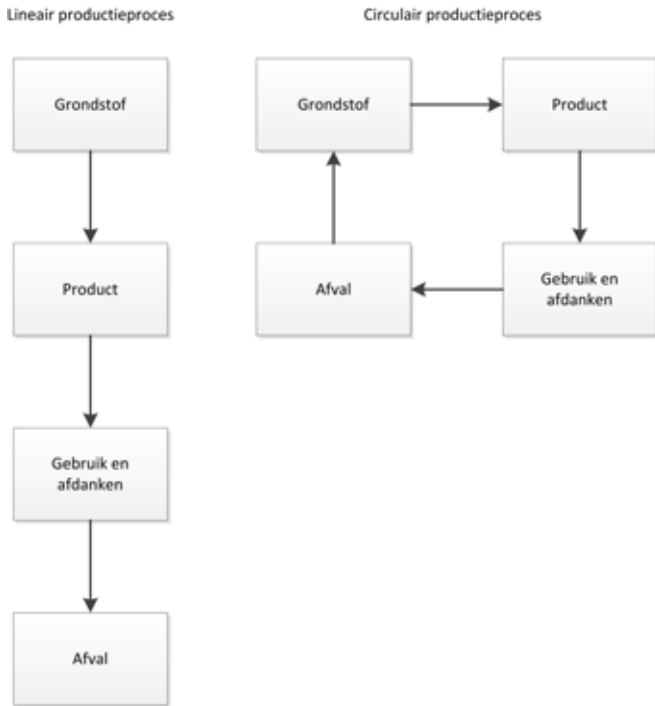 Lineair productieproces
Grondstof
Product
Gebruik en
afdanken
Afval
Circulair productieproces
Grondstof
Product
Gebruik en
afdanken
Afval